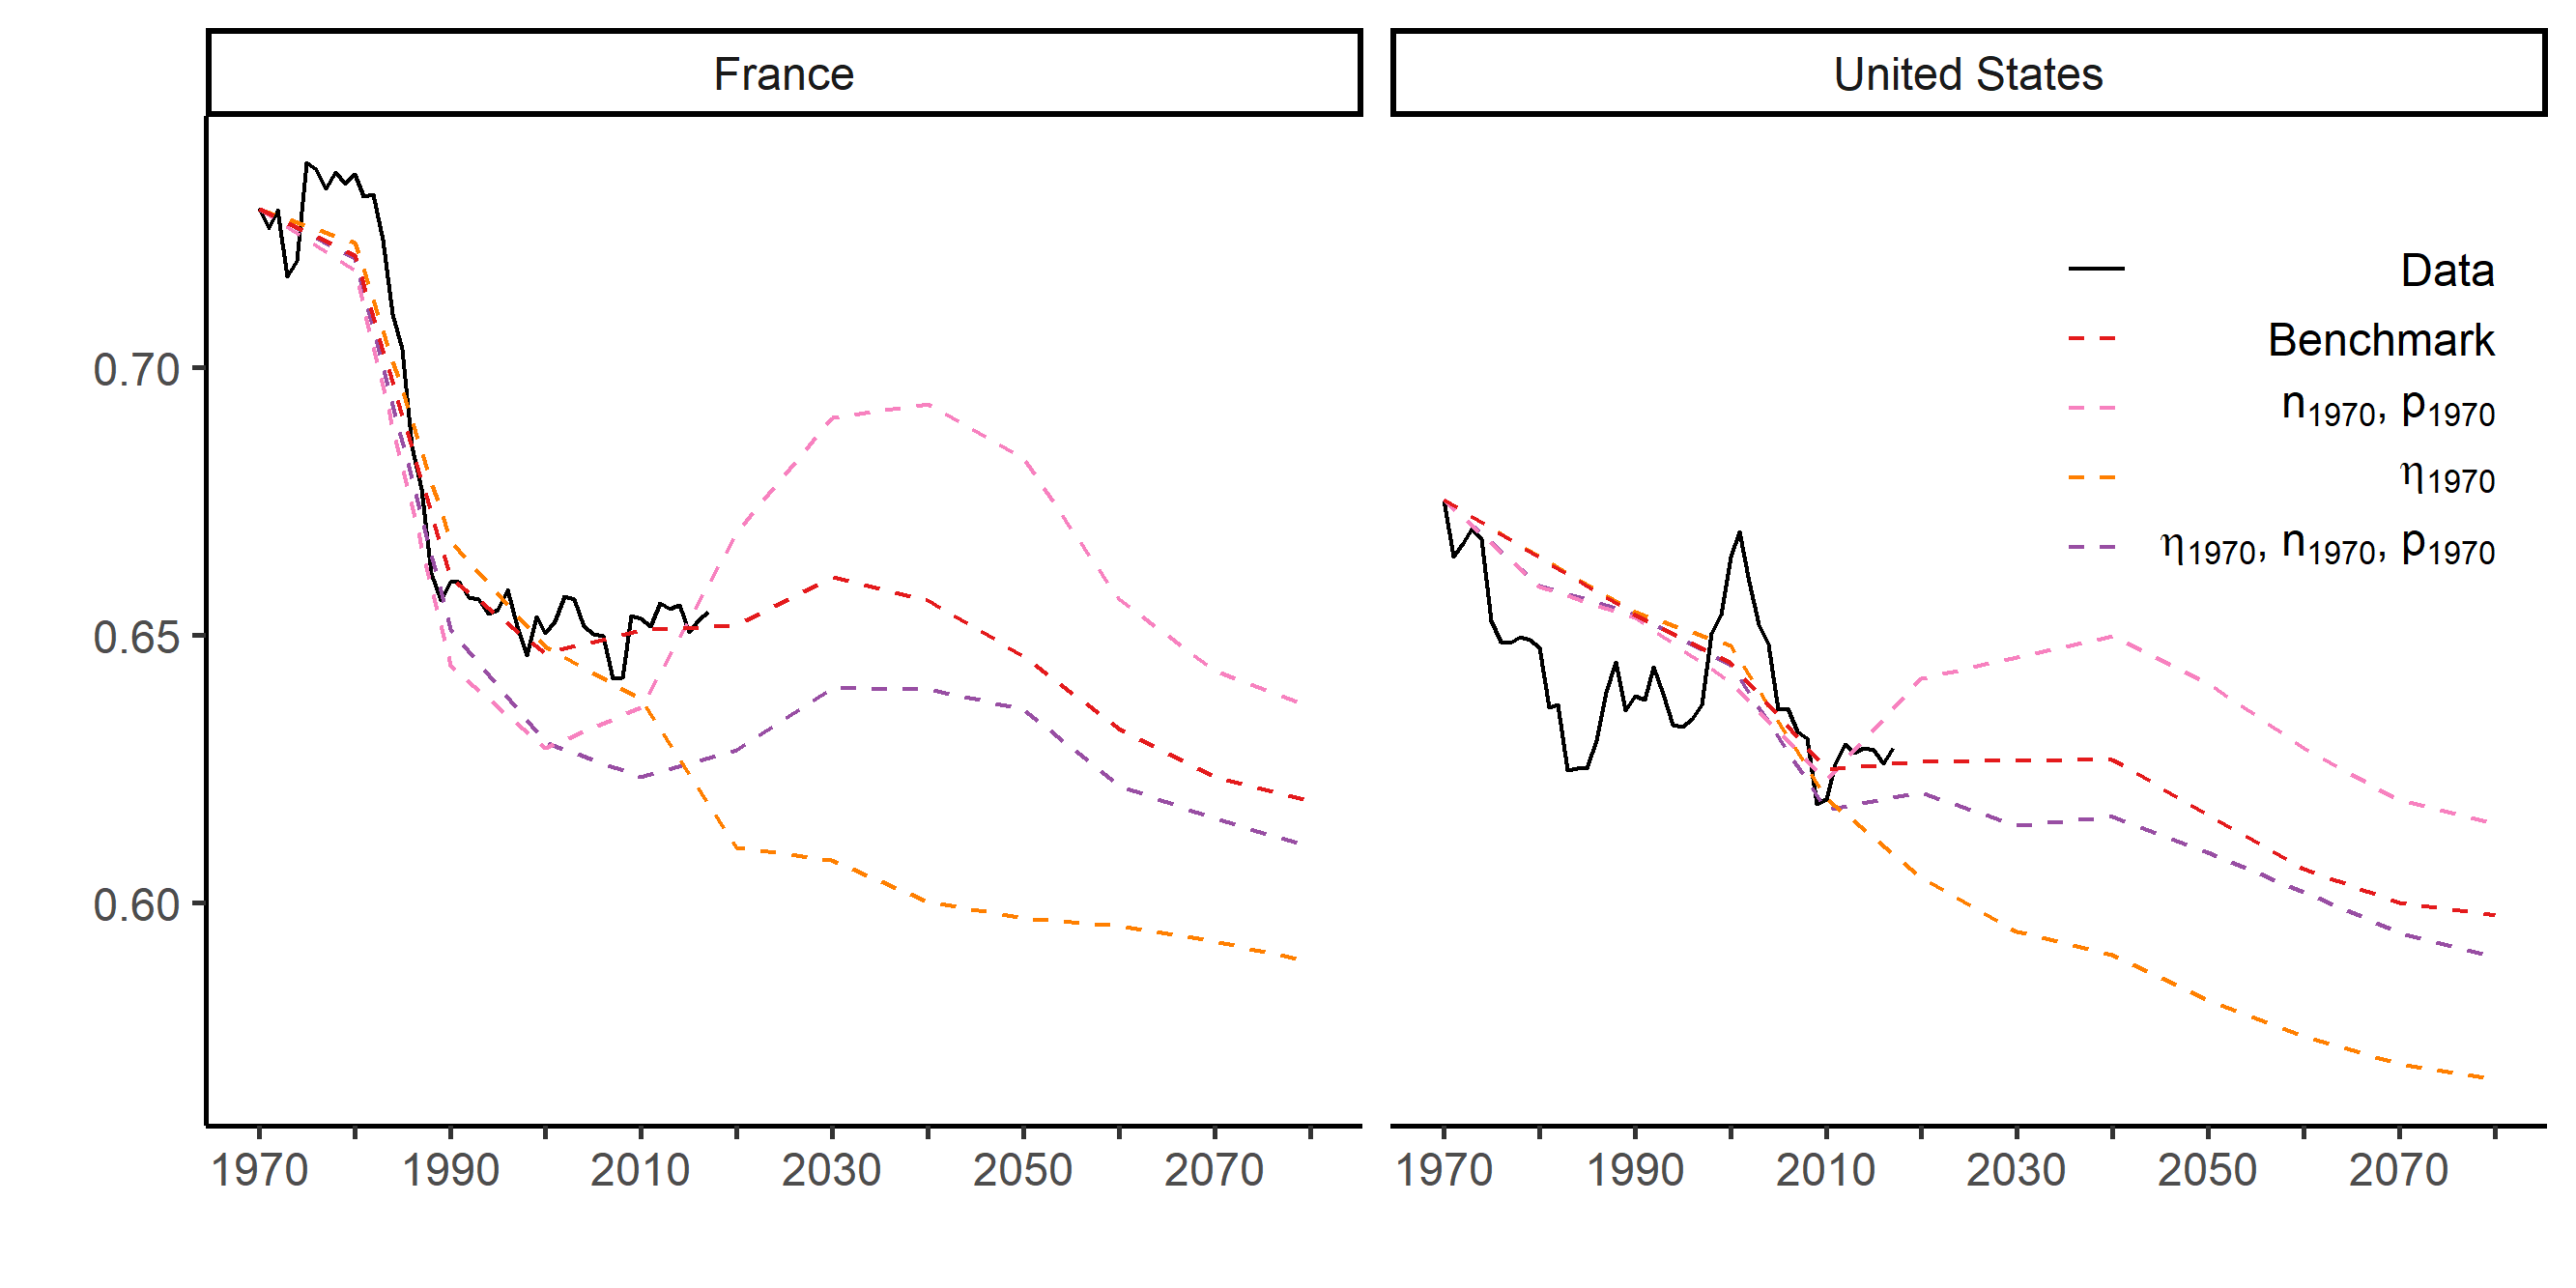 France
United States
0.70
0.65
0.60
Data
Benchmark
n₁₉₇₀, p₁₉₇₀
η₁₉₇₀
η₁₉₇₀, n₁₉₇₀, p₁₉₇₀
1970 1990 2010 2030 2050 2070
1970 1990 2010 2030 2050 2070